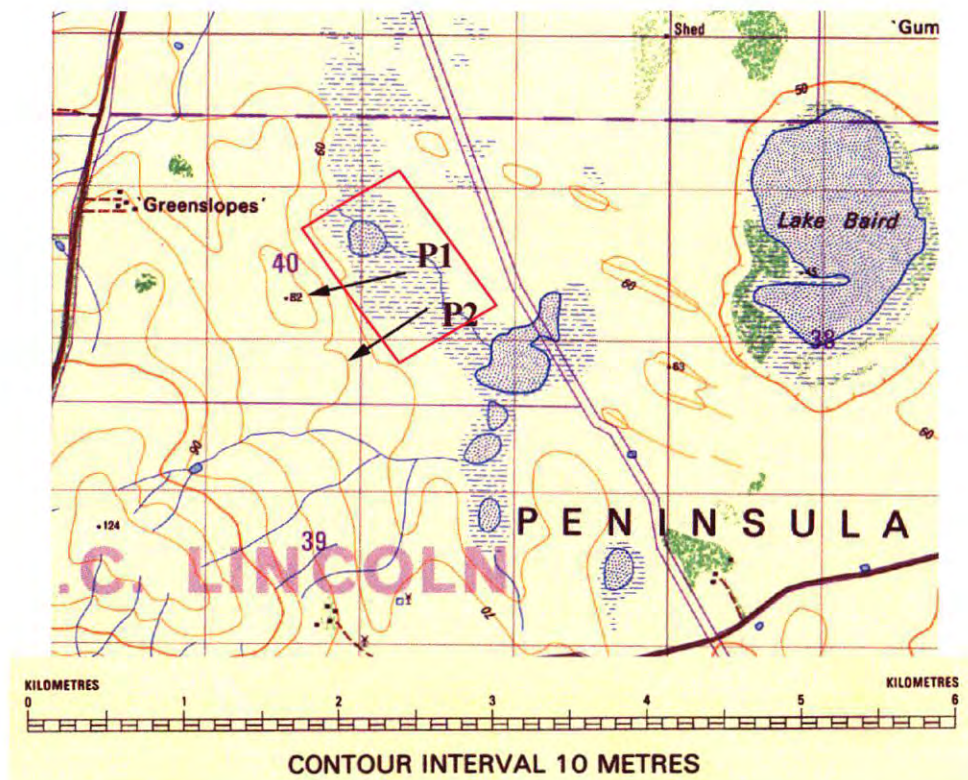 Shed
'Gum
50
60
'Greenslopes'
Lake Baird
40
P1
82
60
P2
38
63
60
90
124
39
PENINSULA
.C. LINCOLN
70
KILOMETRES KILOMETRES
0 1 2 3 4 5 6
CONTOUR INTERVAL 10 METRES